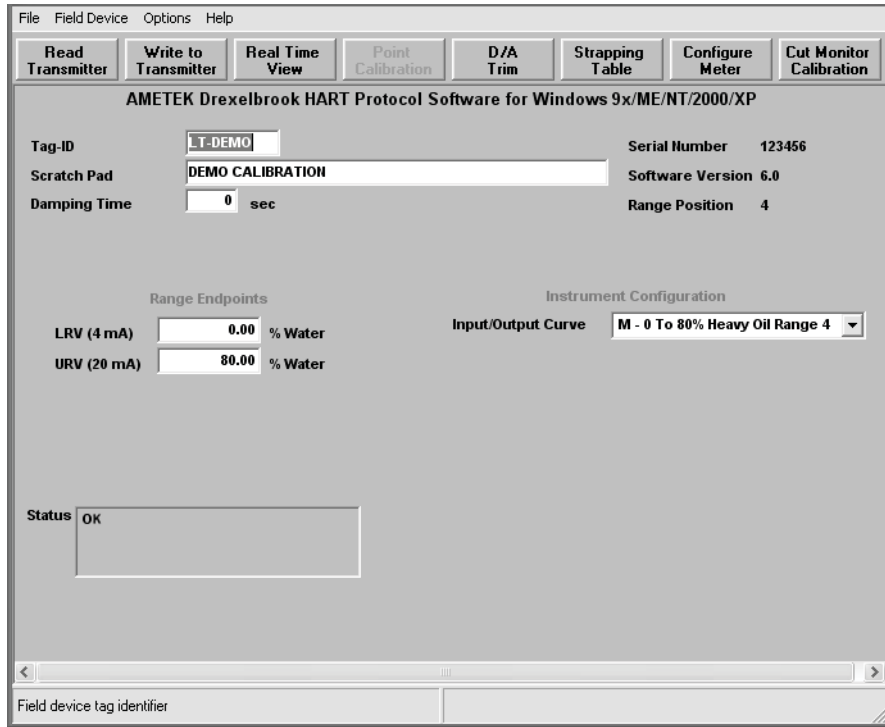 File Field Device Options Help
Read Transmitter
Write to Transmitter
Real Time View
Point Calibration
D/A Trim
Strapping Table
Configure Meter
Cut Monitor Calibration
AMETEK Drexelbrook HART Protocol Software for Windows 9x/ME/NT/2000/XP
Tag-ID LT-DEMO Serial Number 123456
Scratch Pad DEMO CALIBRATION Software Version 6.0
Damping Time 0 sec Range Position 4
Range Endpoints Instrument Configuration
LRV (4 mA) 0.00 % Water Input/Output Curve M - 0 To 80% Heavy Oil Range 4
URV (20 mA) 80.00 % Water
Status OK
Field device tag identifier